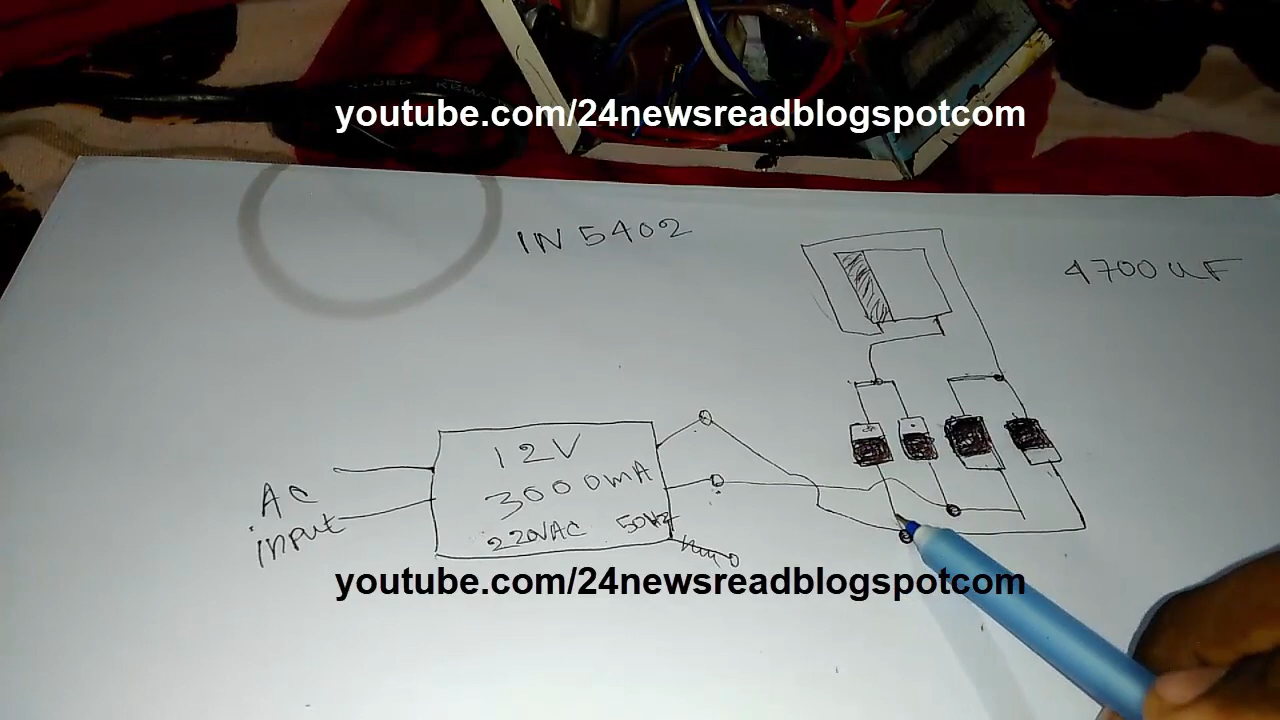 youtube.com/24newsreadblogspotcom
IN 5402
4700 uF
12V
3000mA
AC
input
220VAC 50Hz
youtube.com/24newsreadblogspotcom